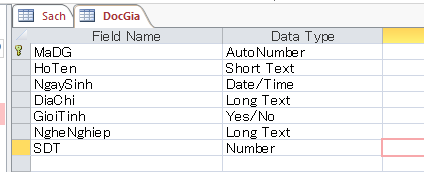 Sach DocGia
Field Name Data Type
MaDG AutoNumber
HoTen Short Text
NgaySinh Date/Time
DiaChi Long Text
GioiTinh Yes/No
NgheNghiep Long Text
SDT Number